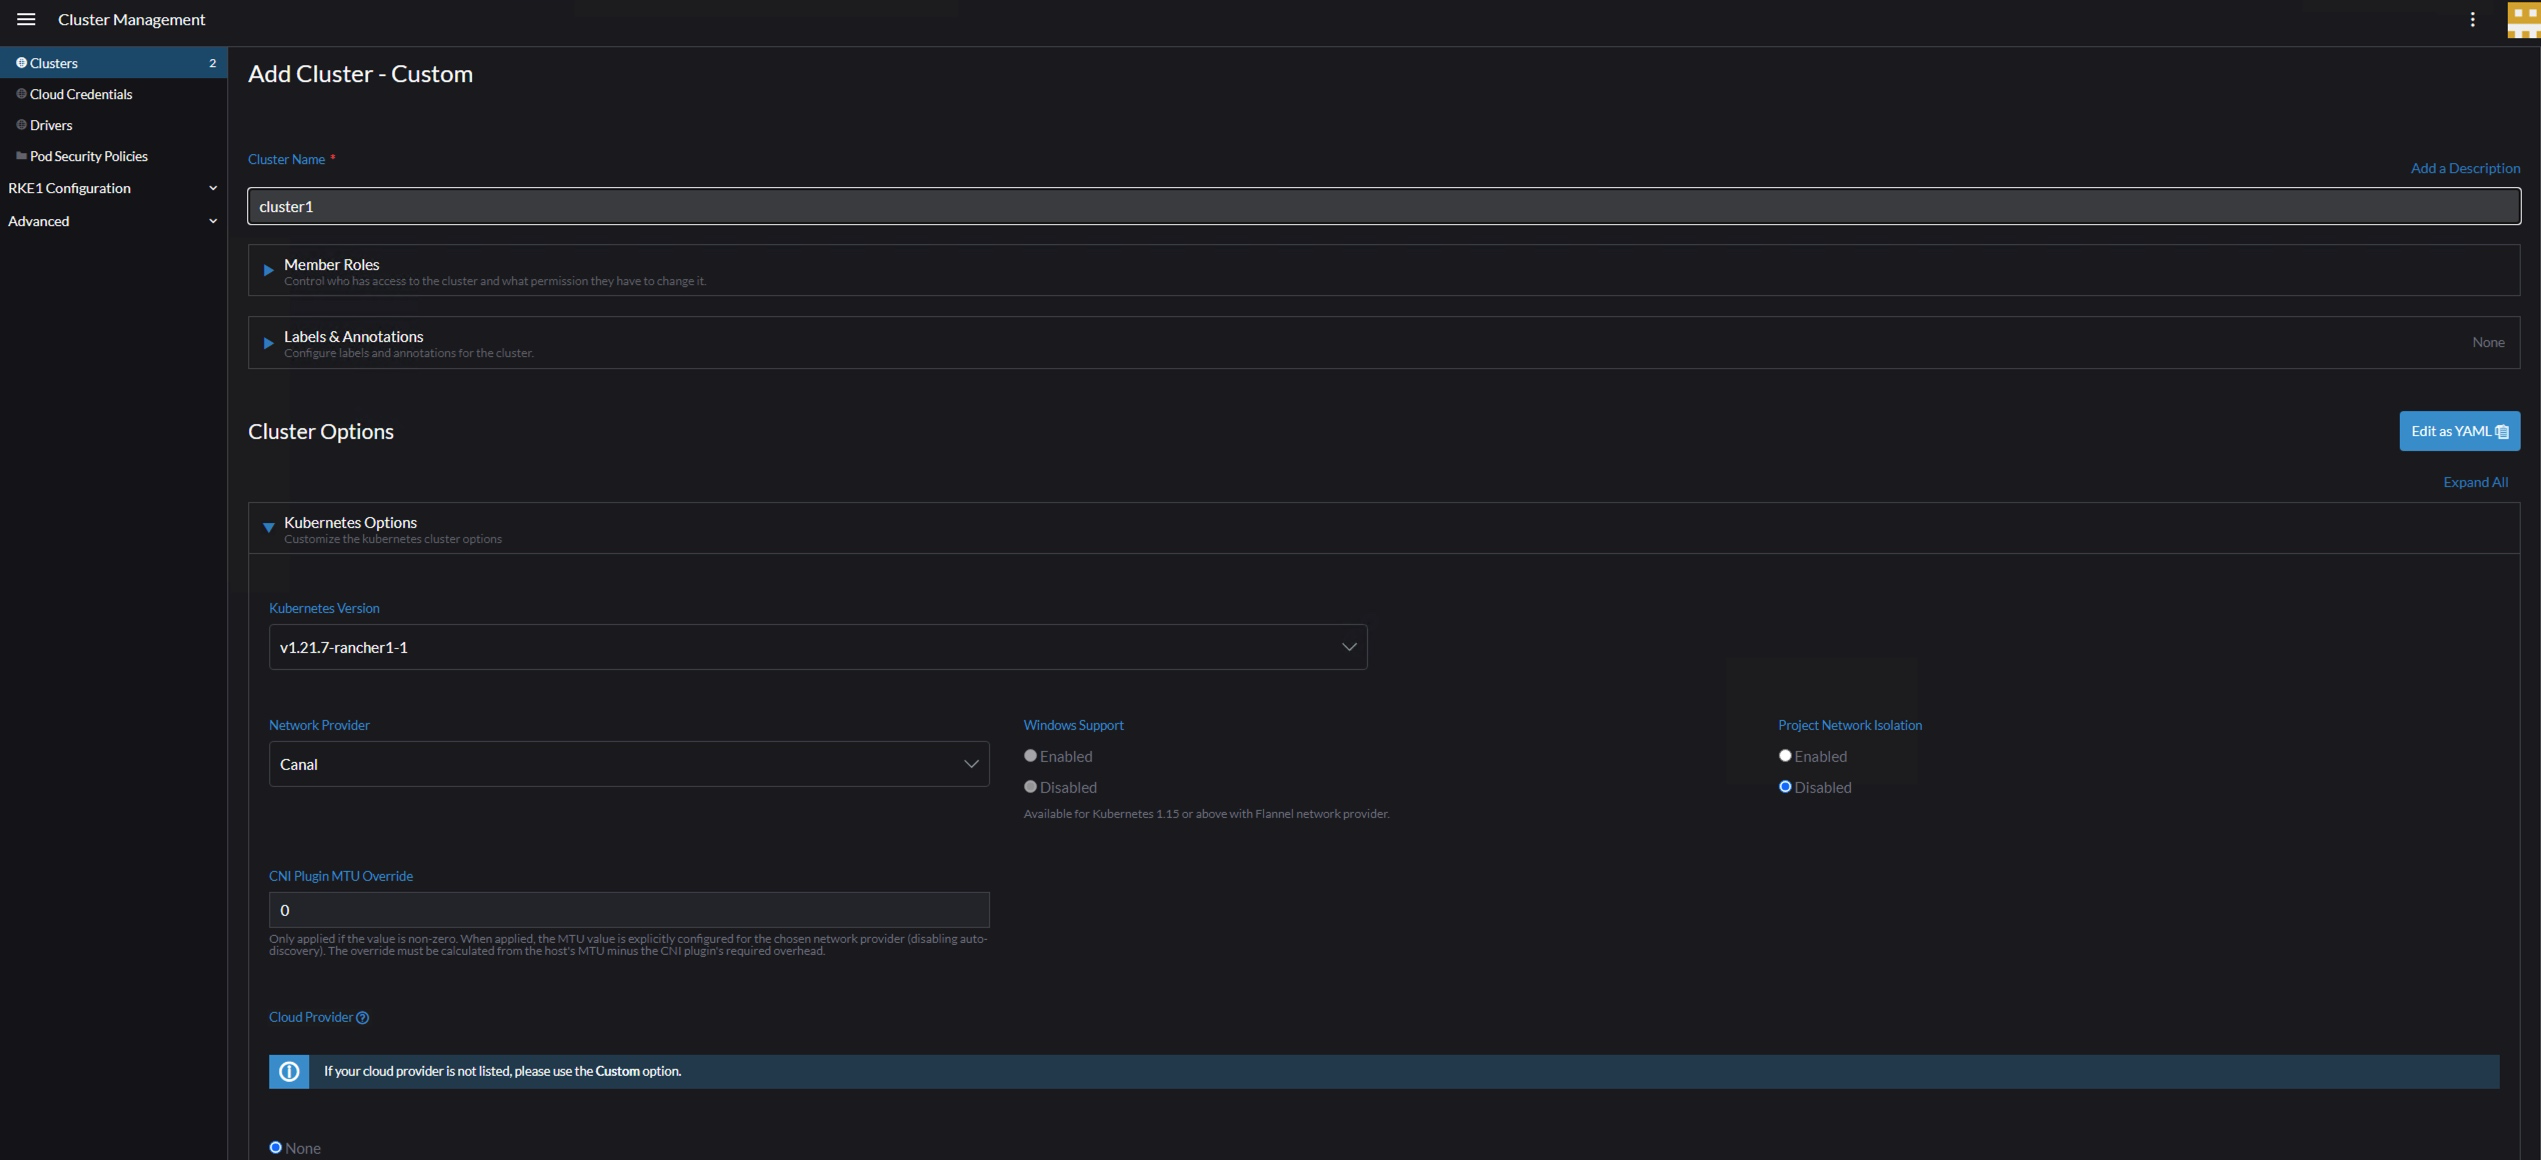 Cluster Management
Clusters 2
Cloud Credentials
Drivers
Pod Security Policies
RKE1 Configuration
Advanced
Add Cluster - Custom
Cluster Name *
Add a Description
cluster1
Member Roles
Control who has access to the cluster and what permission they have to change it.
Labels & Annotations
Configure labels and annotations for the cluster.
None
Cluster Options
Edit as YAML
Expand All
Kubernetes Options
Customize the kubernetes cluster options
Kubernetes Version
v1.21.7-rancher1-1
Network Provider
Canal
Windows Support
Enabled
Disabled
Available for Kubernetes 1.15 or above with Flannel network provider.
Project Network Isolation
Enabled
Disabled
CNI Plugin MTU Override
0
Only applied if the value is non-zero. When applied, the MTU value is explicitly configured for the chosen network provider (disabling auto-
discovery). The override must be calculated from the host's MTU minus the CNI plugin's required overhead.
Cloud Provider
If your cloud provider is not listed, please use the Custom option.
None